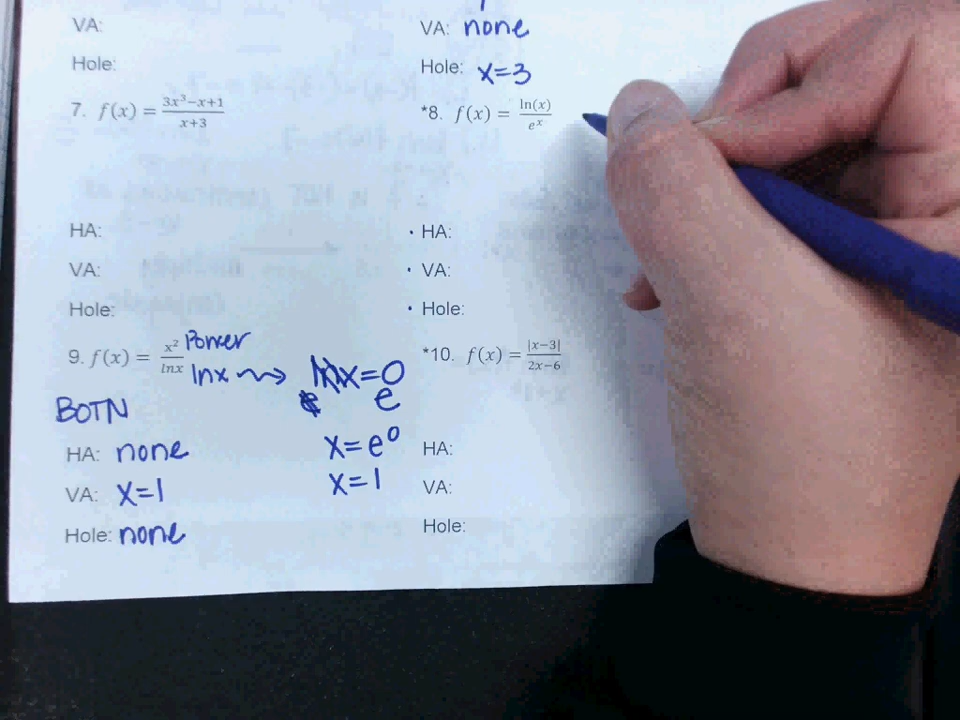 VA:
VA: none
Hole:
Hole: x=3
7. f(x) = 3x³−x+1 / x+3
*8. f(x) = ln(x) / eˣ
HA:
· HA:
VA:
· VA:
Hole:
· Hole:
9. f(x) = x² / lnx Power
lnx → lnx=0
e
*10. f(x) = |x−3| / 2x−6
BOTN
x=e⁰
HA: none
HA:
x=1
VA: x=1
VA:
Hole: none
Hole: